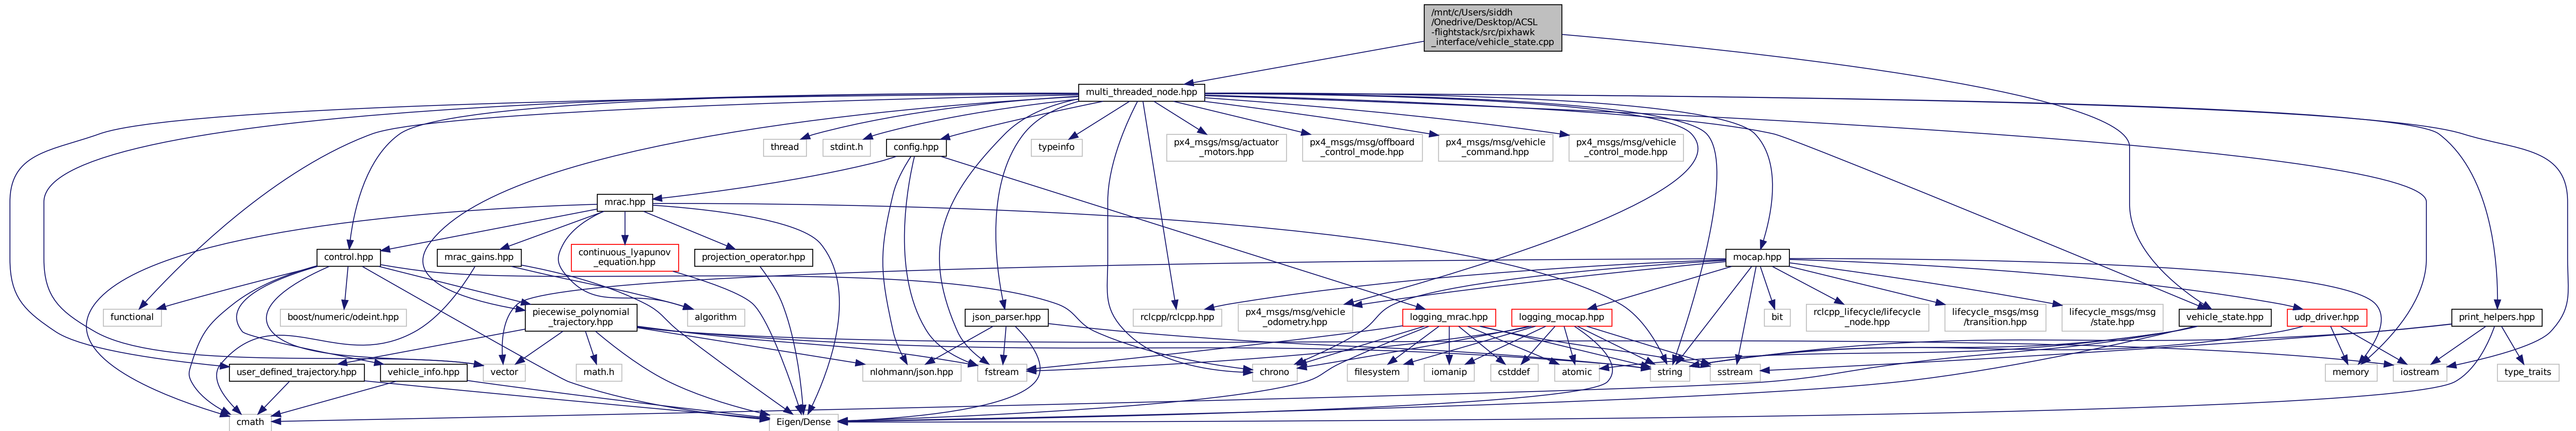 /mnt/c/Users/siddh
/Onedrive/Desktop/ACSL
-flightstack/src/pixhawk
_interface/vehicle_state.cpp
multi_threaded_node.hpp
thread
stdint.h
config.hpp
typeinfo
px4_msgs/msg/actuator
_motors.hpp
px4_msgs/msg/offboard
_control_mode.hpp
px4_msgs/msg/vehicle
_command.hpp
px4_msgs/msg/vehicle
_control_mode.hpp
mrac.hpp
control.hpp
mrac_gains.hpp
continuous_lyapunov
_equation.hpp
projection_operator.hpp
mocap.hpp
functional
boost/numeric/odeint.hpp
piecewise_polynomial
_trajectory.hpp
algorithm
json_parser.hpp
rclcpp/rclcpp.hpp
px4_msgs/msg/vehicle
_odometry.hpp
logging_mrac.hpp
logging_mocap.hpp
bit
rclcpp_lifecycle/lifecycle
_node.hpp
lifecycle_msgs/msg
/transition.hpp
lifecycle_msgs/msg
/state.hpp
vehicle_state.hpp
udp_driver.hpp
print_helpers.hpp
user_defined_trajectory.hpp
vehicle_info.hpp
vector
math.h
nlohmann/json.hpp
fstream
chrono
filesystem
iomanip
cstddef
atomic
string
sstream
memory
iostream
type_traits
cmath
Eigen/Dense